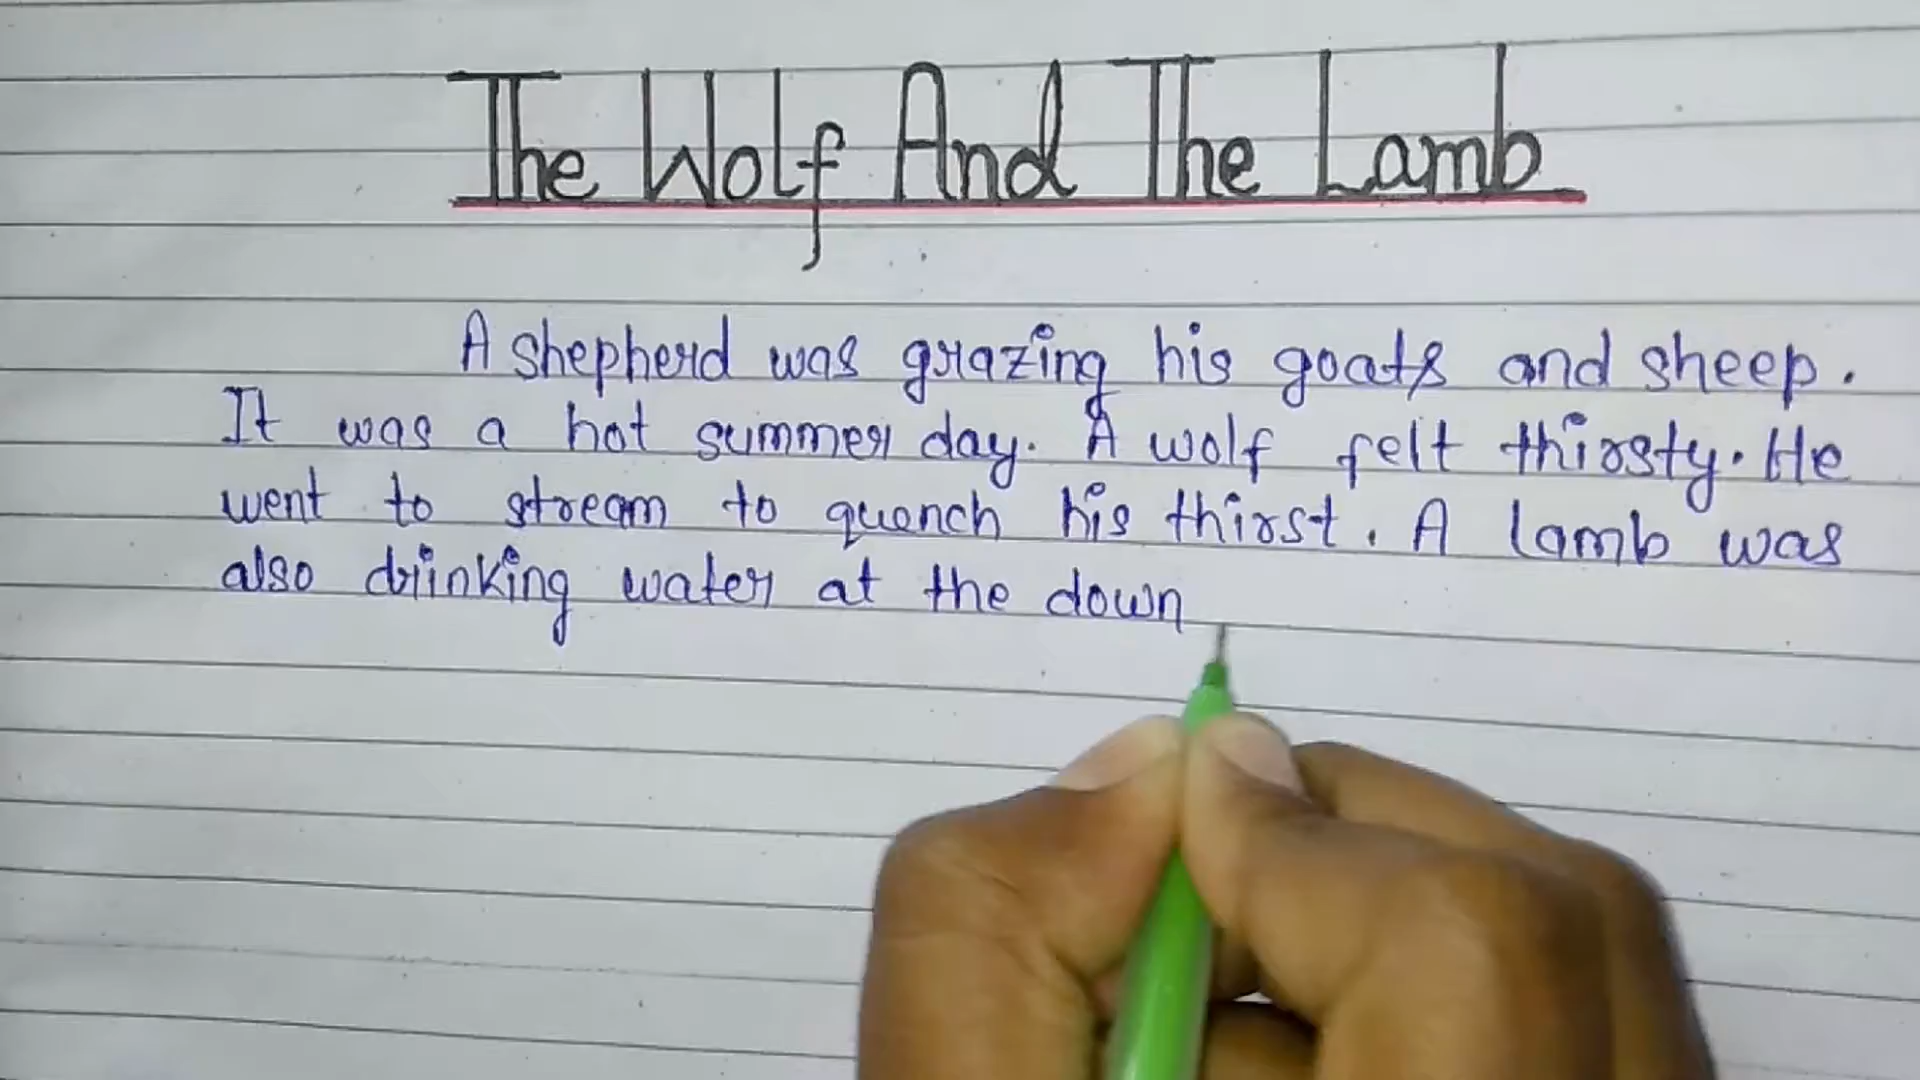 The Wolf And The Lamb
A shepherd was grazing his goats and sheep.
It was a hot summer day. A wolf felt thirsty. He
went to stream to quench his thirst. A lamb was
also drinking water at the down